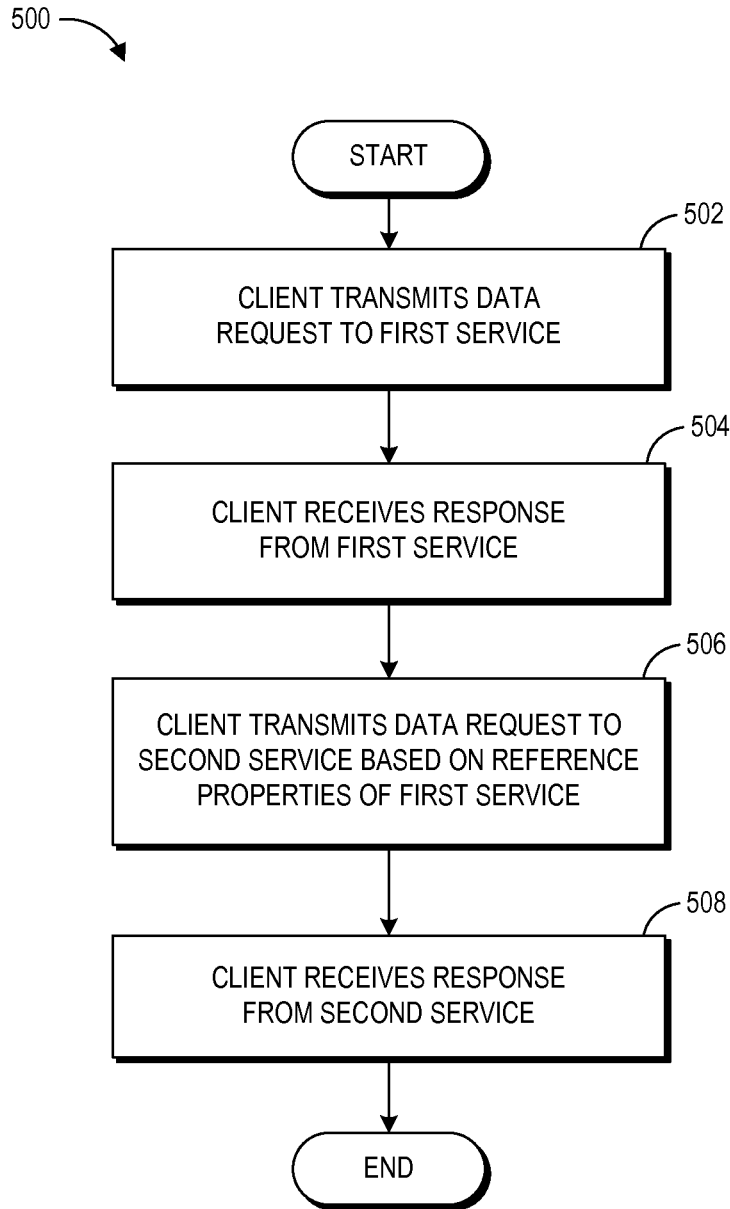 500
START
502
CLIENT TRANSMITS DATA
REQUEST TO FIRST SERVICE
504
CLIENT RECEIVES RESPONSE
FROM FIRST SERVICE
506
CLIENT TRANSMITS DATA REQUEST TO
SECOND SERVICE BASED ON REFERENCE
PROPERTIES OF FIRST SERVICE
508
CLIENT RECEIVES RESPONSE
FROM SECOND SERVICE
END